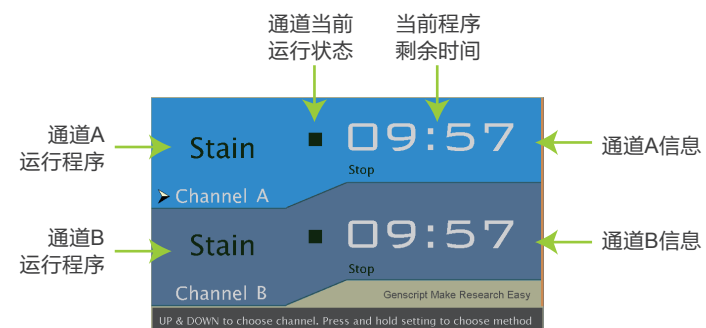 通道当前
运行状态
当前程序
剩余时间
通道A
运行程序
Stain
09:57
Stop
Channel A
通道A信息
通道B
运行程序
Stain
09:57
Stop
Channel B
通道B信息
Genscript Make Research Easy
UP & DOWN to choose channel. Press and hold setting to choose method